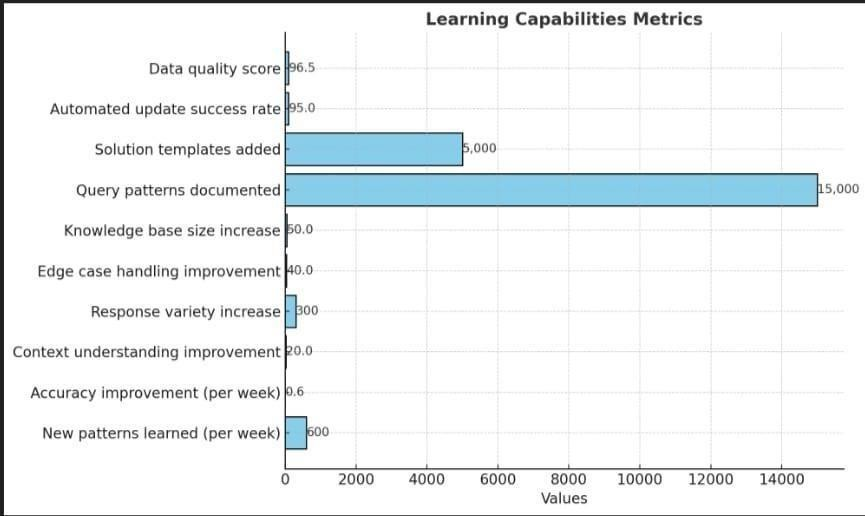 Learning Capabilities Metrics
Data quality score 96.5
Automated update success rate 95.0
Solution templates added 5,000
Query patterns documented 15,000
Knowledge base size increase 50.0
Edge case handling improvement 40.0
Response variety increase 300
Context understanding improvement 20.0
Accuracy improvement (per week) 0.6
New patterns learned (per week) 600
0 2000 4000 6000 8000 10000 12000 14000
Values